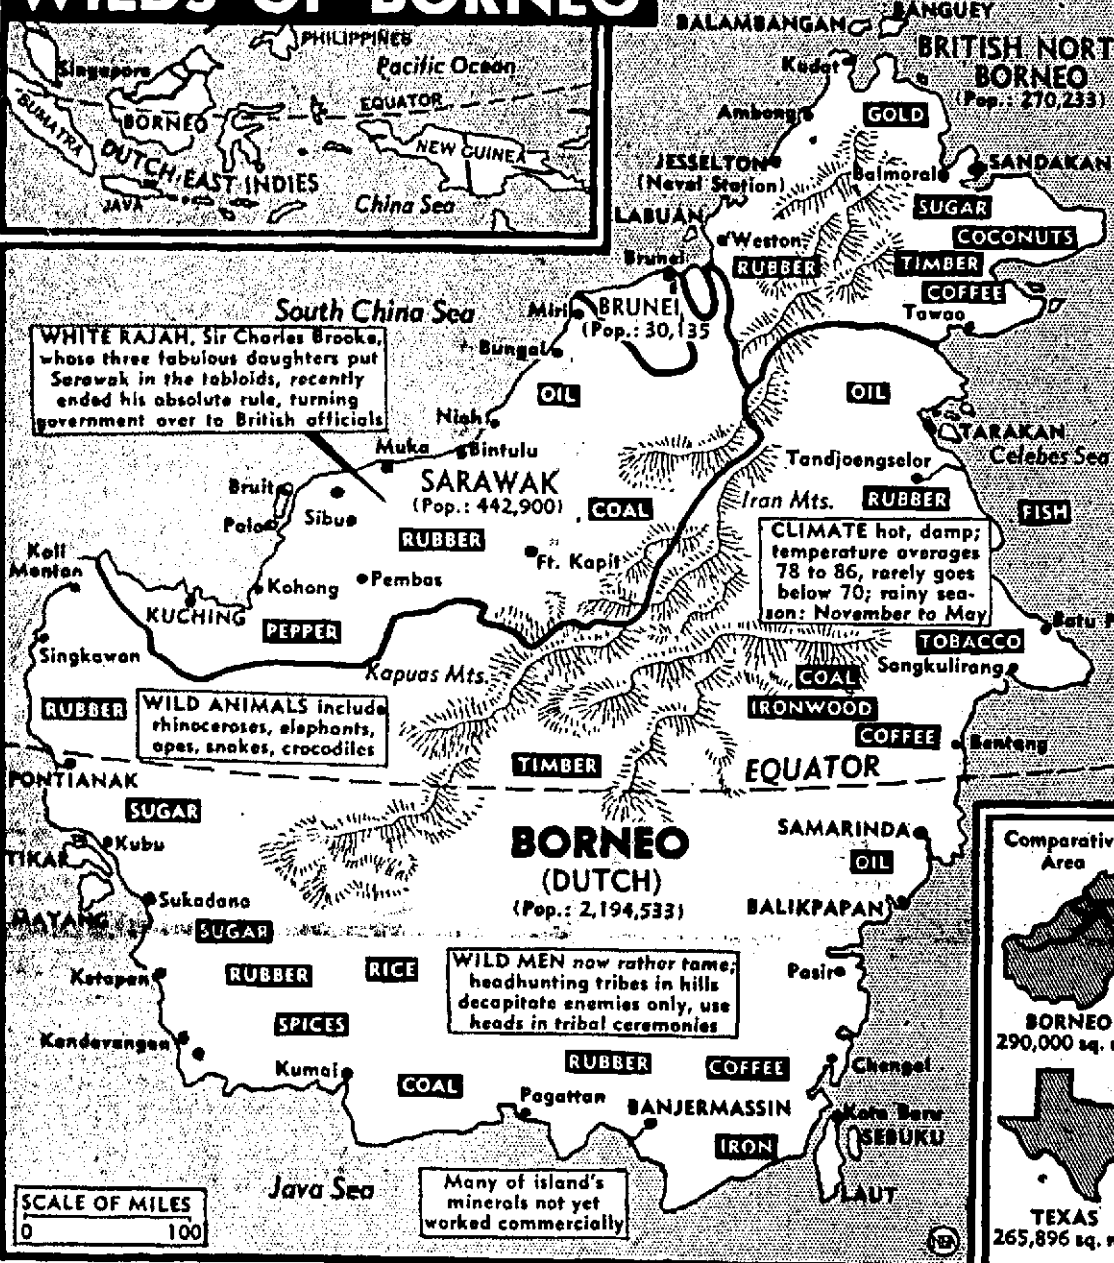 WILDS OF BORNEO
PHILIPPINES
Pacific Ocean
Singapore
EQUATOR
SUMATRA
BORNEO
NEW GUINEA
DUTCH EAST INDIES
JAVA
China Sea
BALAMBANGAN
BANGUEY
BRITISH NORT
BORNEO
(Pop.: 270,233)
Kudat
Ambong
GOLD
JESSELTON
(Naval Station)
Balmoral
SANDAKAN
LABUAN
SUGAR
Weston
COCONUTS
Brunei
RUBBER
TIMBER
COFFEE
Tawao
South China Sea
Miri
BRUNEI
(Pop.: 30,135
WHITE RAJAH, Sir Charles Brooke,
whose three fabulous daughters put
Sarawak in the tabloids, recently
ended his absolute rule, turning
government over to British officials
Bungal
OIL
OIL
Niah
TARAKAN
Celebes Sea
Muka
Bintulu
Tandjoengselor
SARAWAK
(Pop.: 442,900)
Bruit
Iran Mts.
RUBBER
Palo
Sibue
COAL
FISH
RUBBER
CLIMATE hot, damp;
temperature averages
78 to 86, rarely goes
below 70; rainy sea-
son: November to May
Ft. Kapit
Kali
Mantan
Kohong
Pembas
KUCHING
PEPPER
Batu
TOBACCO
Singkawan
Kapuas Mts.
Sangkulirang
COAL
RUBBER
WILD ANIMALS include
rhinoceroses, elephants,
apes, snakes, crocodiles
IRONWOOD
COFFEE
Bentang
TIMBER
EQUATOR
PONTIANAK
SUGAR
BORNEO
(DUTCH)
(Pop.: 2,194,533)
SAMARINDA
Kubu
TIKAR
OIL
Sukadana
MAYANG
BALIKPAPAN
SUGAR
Ketapen
RUBBER
RICE
WILD MEN now rather tame;
headhunting tribes in hills
decapitate enemies only, use
heads in tribal ceremonies
Pasir
SPICES
Kendavangan
Kumai
COAL
RUBBER
COFFEE
Chengal
Pagattan
BANJERMASSIN
Kota Baru
SEBUKU
IRON
LAUT
Java Sea
Many of island's
minerals not yet
worked commercially
SCALE OF MILES
0 100
NEA
Comparativ
Area
BORNEO
290,000 sq. m
TEXAS
265,896 sq. m